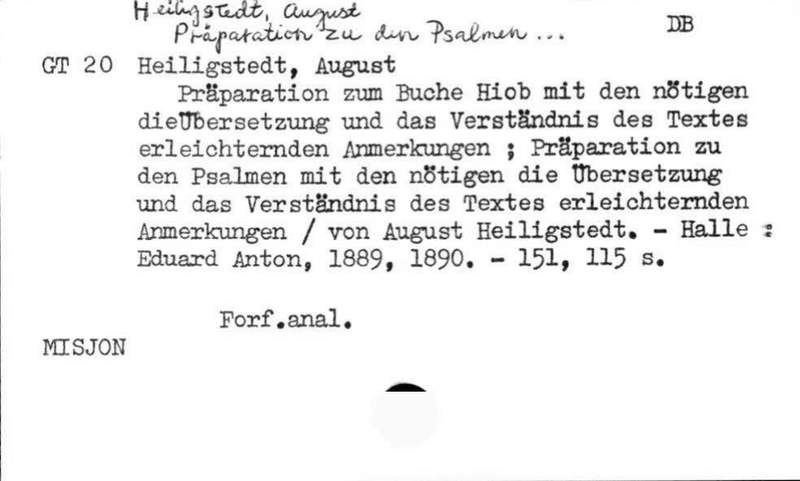 Heiligstedt, August
Präparation zu den Psalmen ...
DB
GT 20 Heiligstedt, August
Präparation zum Buche Hiob mit den nötigen
dieÜbersetzung und das Verständnis des Textes
erleichternden Anmerkungen ; Präparation zu
den Psalmen mit den nötigen die Übersetzung
und das Verständnis des Textes erleichternden
Anmerkungen / von August Heiligstedt. - Halle :
Eduard Anton, 1889, 1890. - 151, 115 s.
Forf.anal.
MISJON